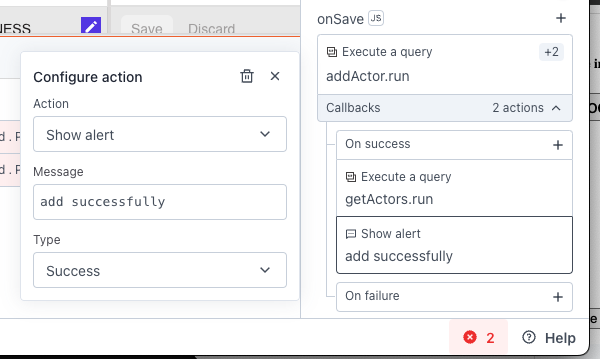 NESS
Save
Discard
onSave JS
Execute a query
+2
addActor.run
Callbacks
2 actions
On success
Execute a query
getActors.run
Show alert
add successfully
On failure
Configure action
Action
Show alert
Message
add successfully
Type
Success
2
Help